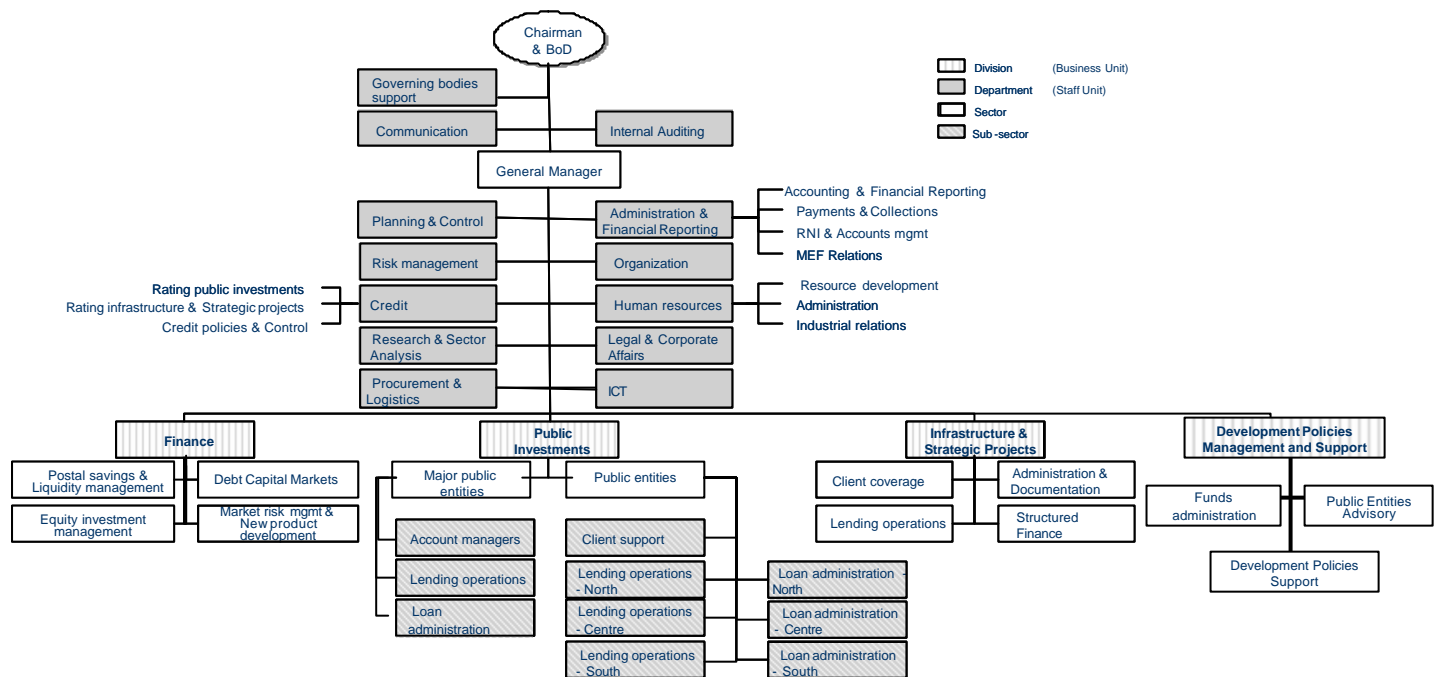 Chairman
& BoD
Division (Business Unit)
Department (Staff Unit)
Sector
Sub -sector
Governing bodies
support
Communication
Internal Auditing
General Manager
Planning & Control
Administration &
Financial Reporting
Accounting & Financial Reporting
Payments & Collections
RNI & Accounts mgmt
MEF Relations
Risk management
Organization
Rating public investments
Rating infrastructure & Strategic projects
Credit policies & Control
Credit
Human resources
Resource development
Administration
Industrial relations
Research & Sector
Analysis
Legal & Corporate
Affairs
Procurement &
Logistics
ICT
Finance
Postal savings &
Liquidity management
Debt Capital Markets
Equity investment
management
Market risk mgmt &
New product
development
Public
Investments
Major public
entities
Public entities
Account managers
Lending operations
Loan
administration
Client support
Lending operations
- North
Loan administration -
North
Lending operations
- Centre
Loan administration
- Centre
Lending operations
- South
Loan administration
- South
Infrastructure &
Strategic Projects
Client coverage
Administration &
Documentation
Lending operations
Structured
Finance
Development Policies
Management and Support
Funds
administration
Public Entities
Advisory
Development Policies
Support